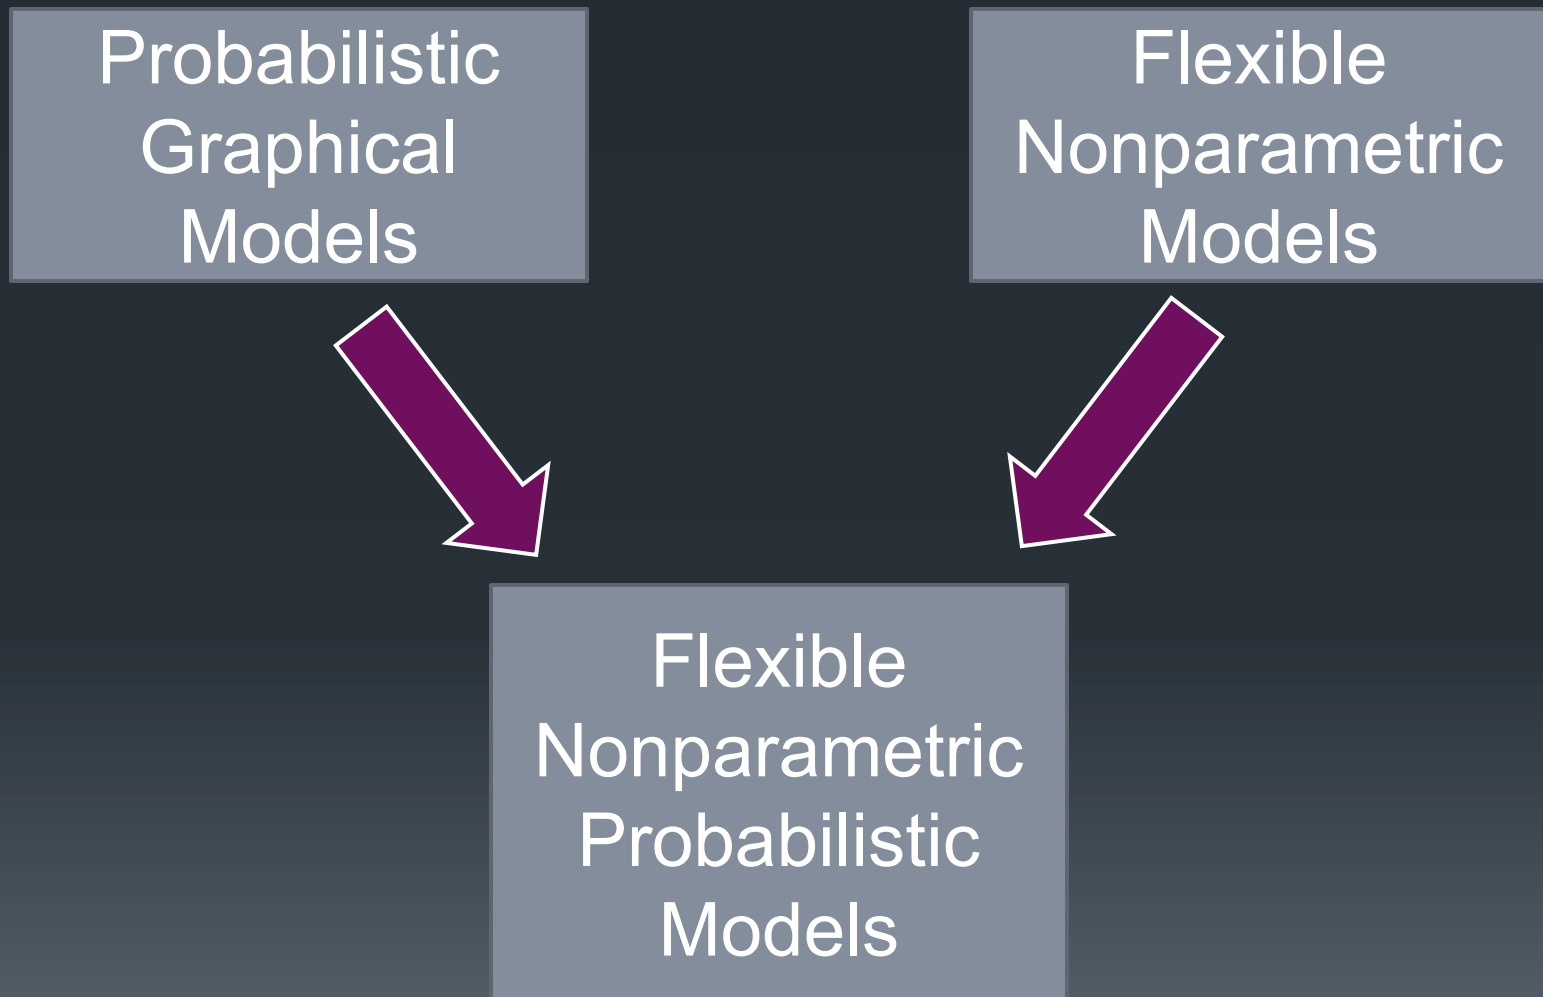 Probabilistic
Graphical
Models
Flexible
Nonparametric
Models
Flexible
Nonparametric
Probabilistic
Models